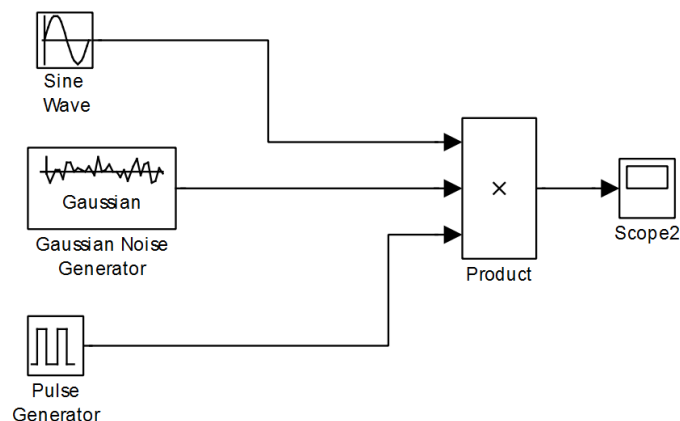 Sine
Wave
Gaussian
Gaussian Noise
Generator
×
Product
Scope2
Pulse
Generator